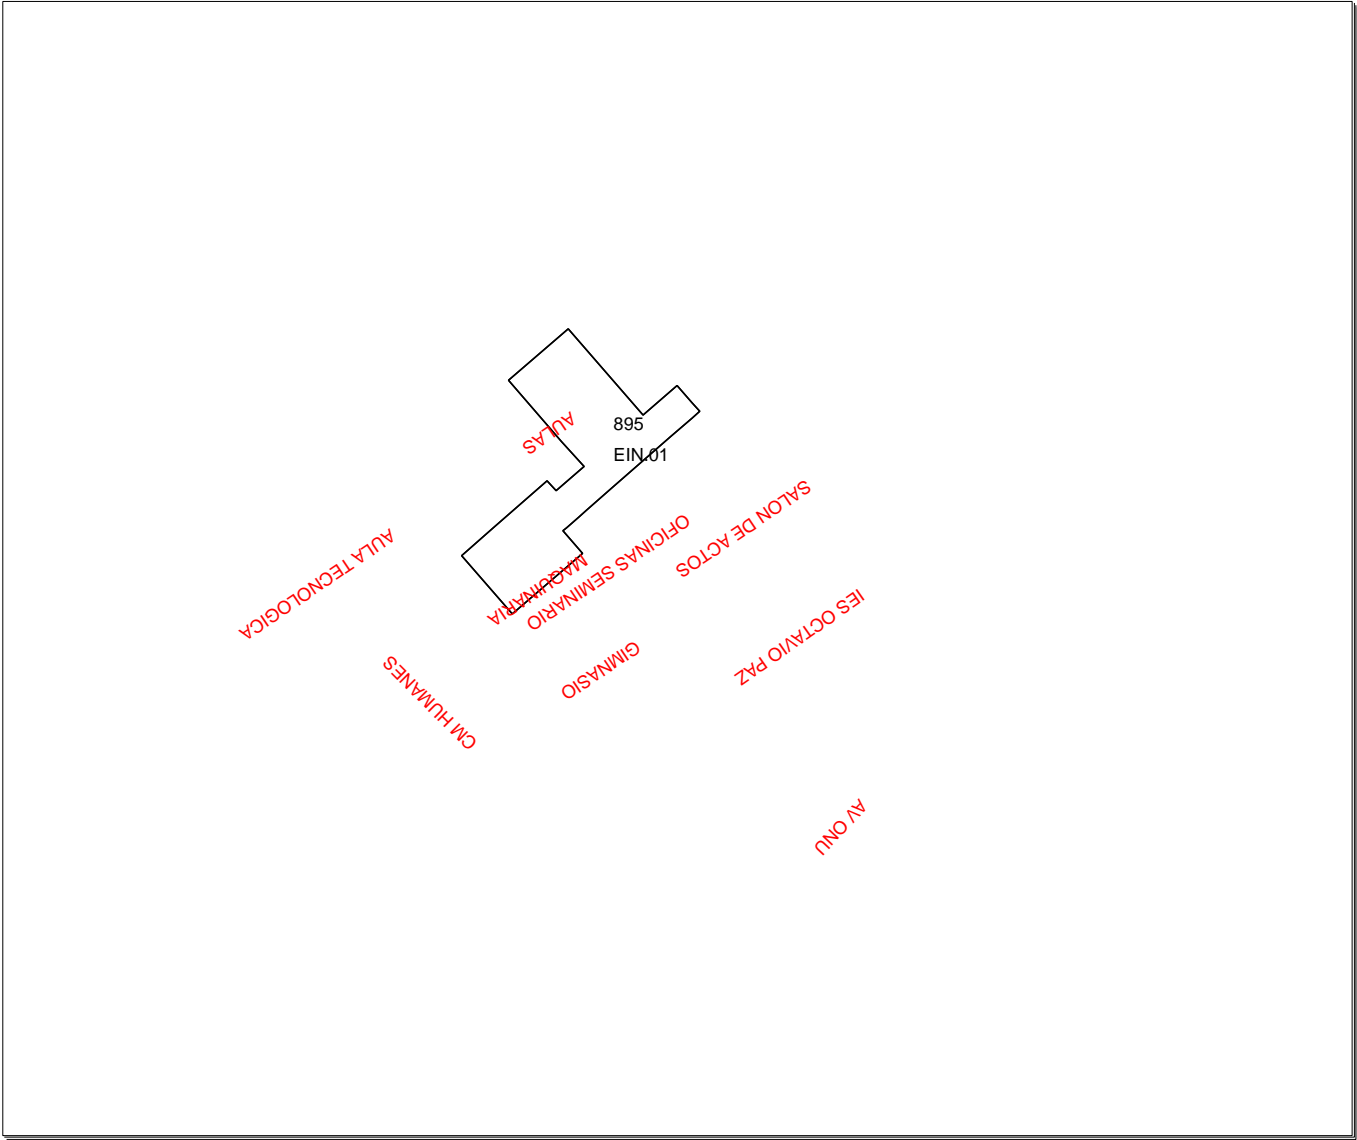 AULAS
895
EIN.01
SALON DE ACTOS
OFICINAS SEMINARIO
AULA TECNOLOGICA
MAQUINARIA
IES OCTAVIO PAZ
GIMNASIO
CM HUMANES
AV ONU